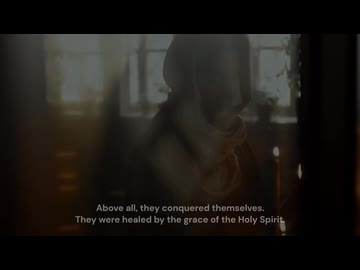 Above all, they conquered themselves.
They were healed by the grace of the Holy Spirit.